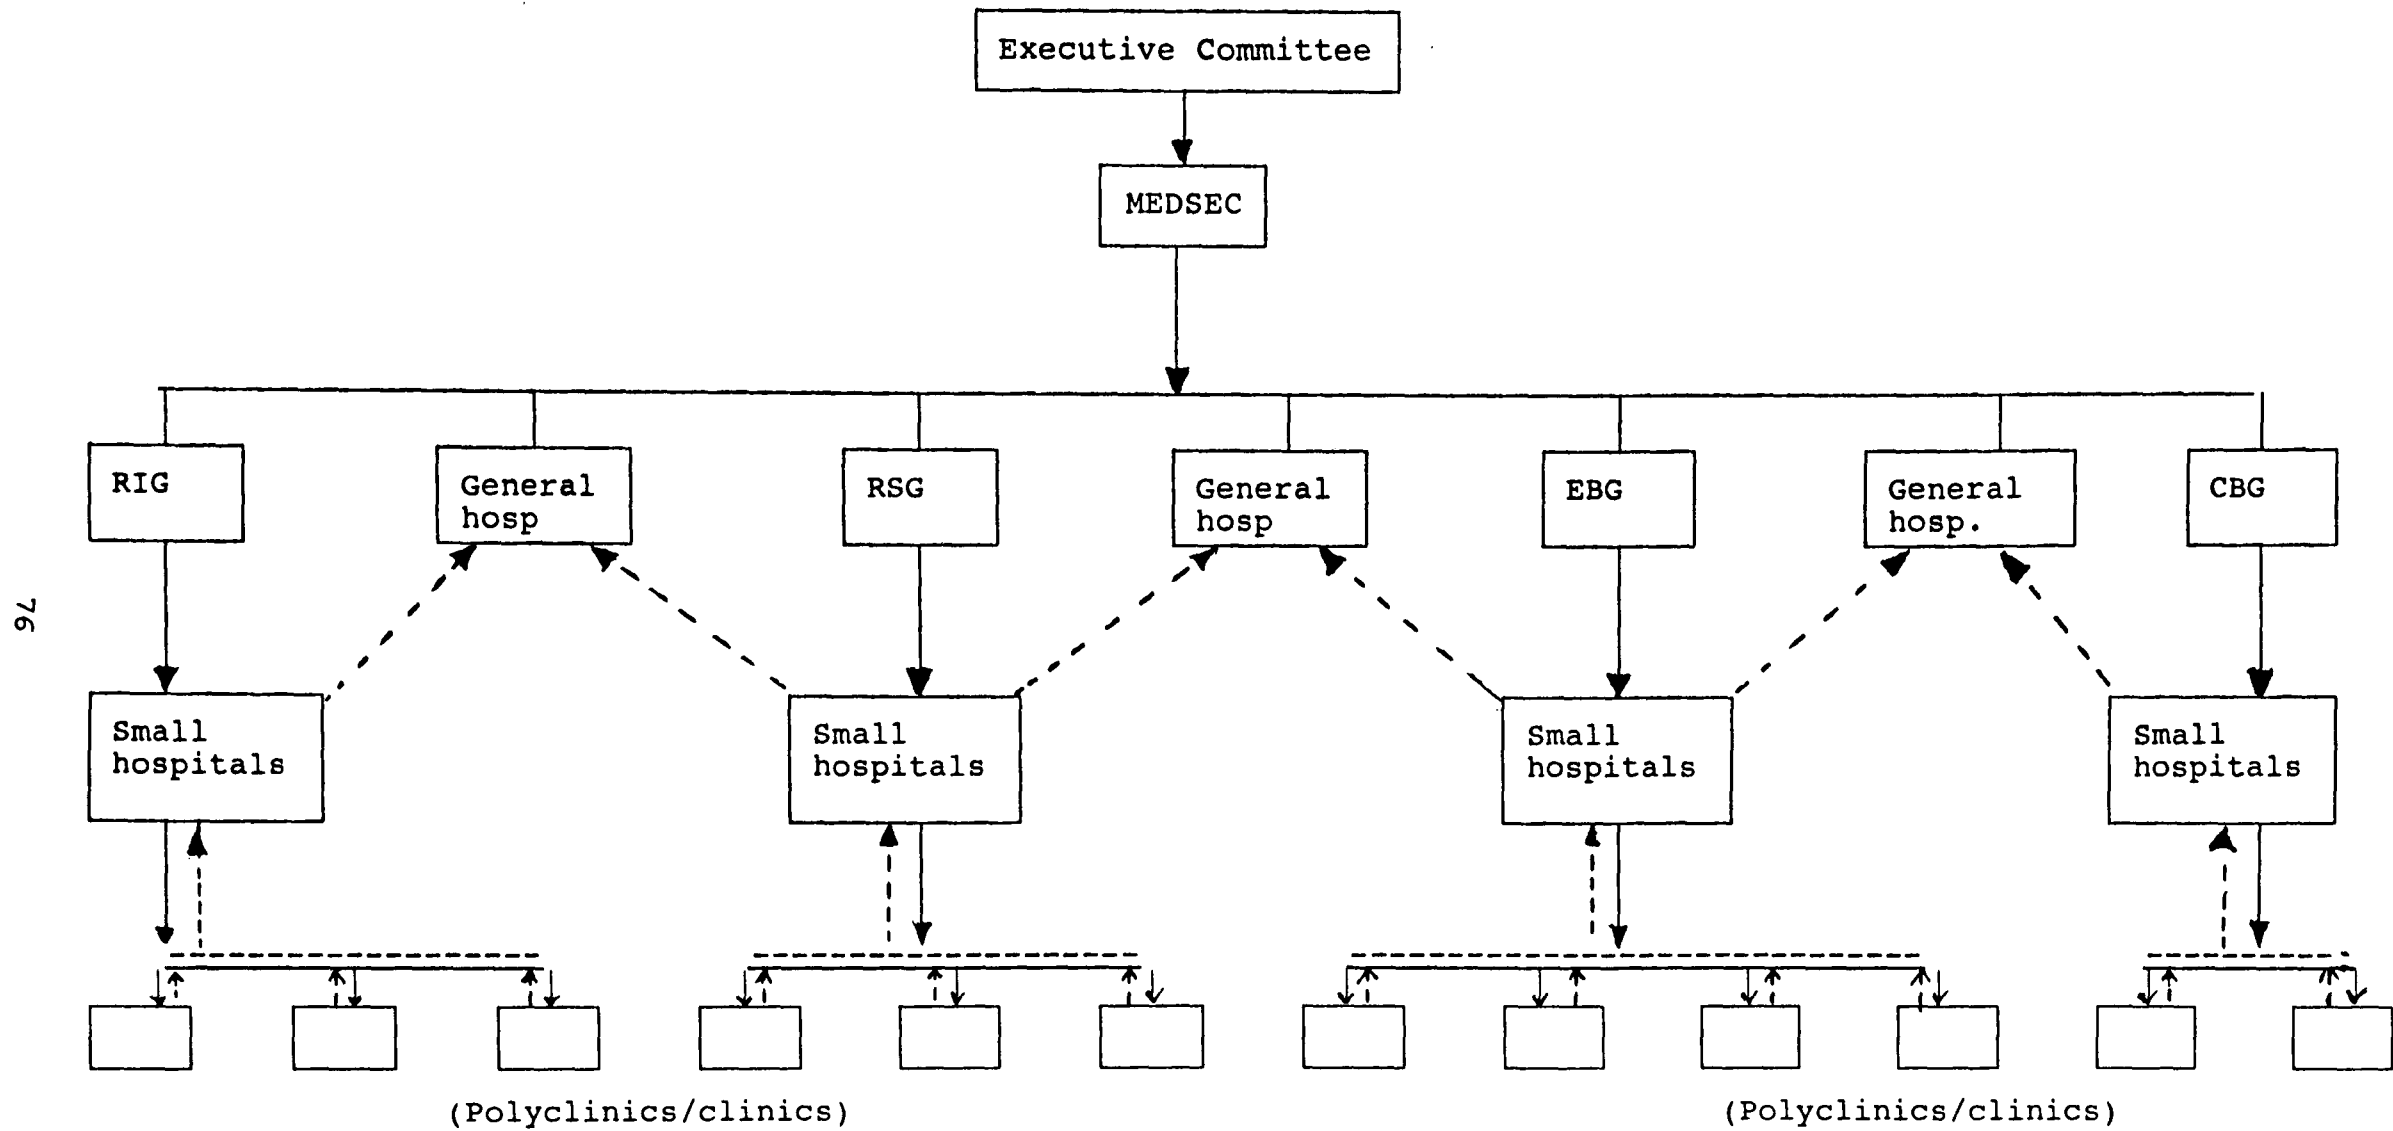 Executive Committee
MEDSEC
RIG
General
hosp
RSG
General
hosp
EBG
General
hosp.
CBG
76
Small
hospitals
Small
hospitals
Small
hospitals
Small
hospitals
(Polyclinics/clinics)
(Polyclinics/clinics)